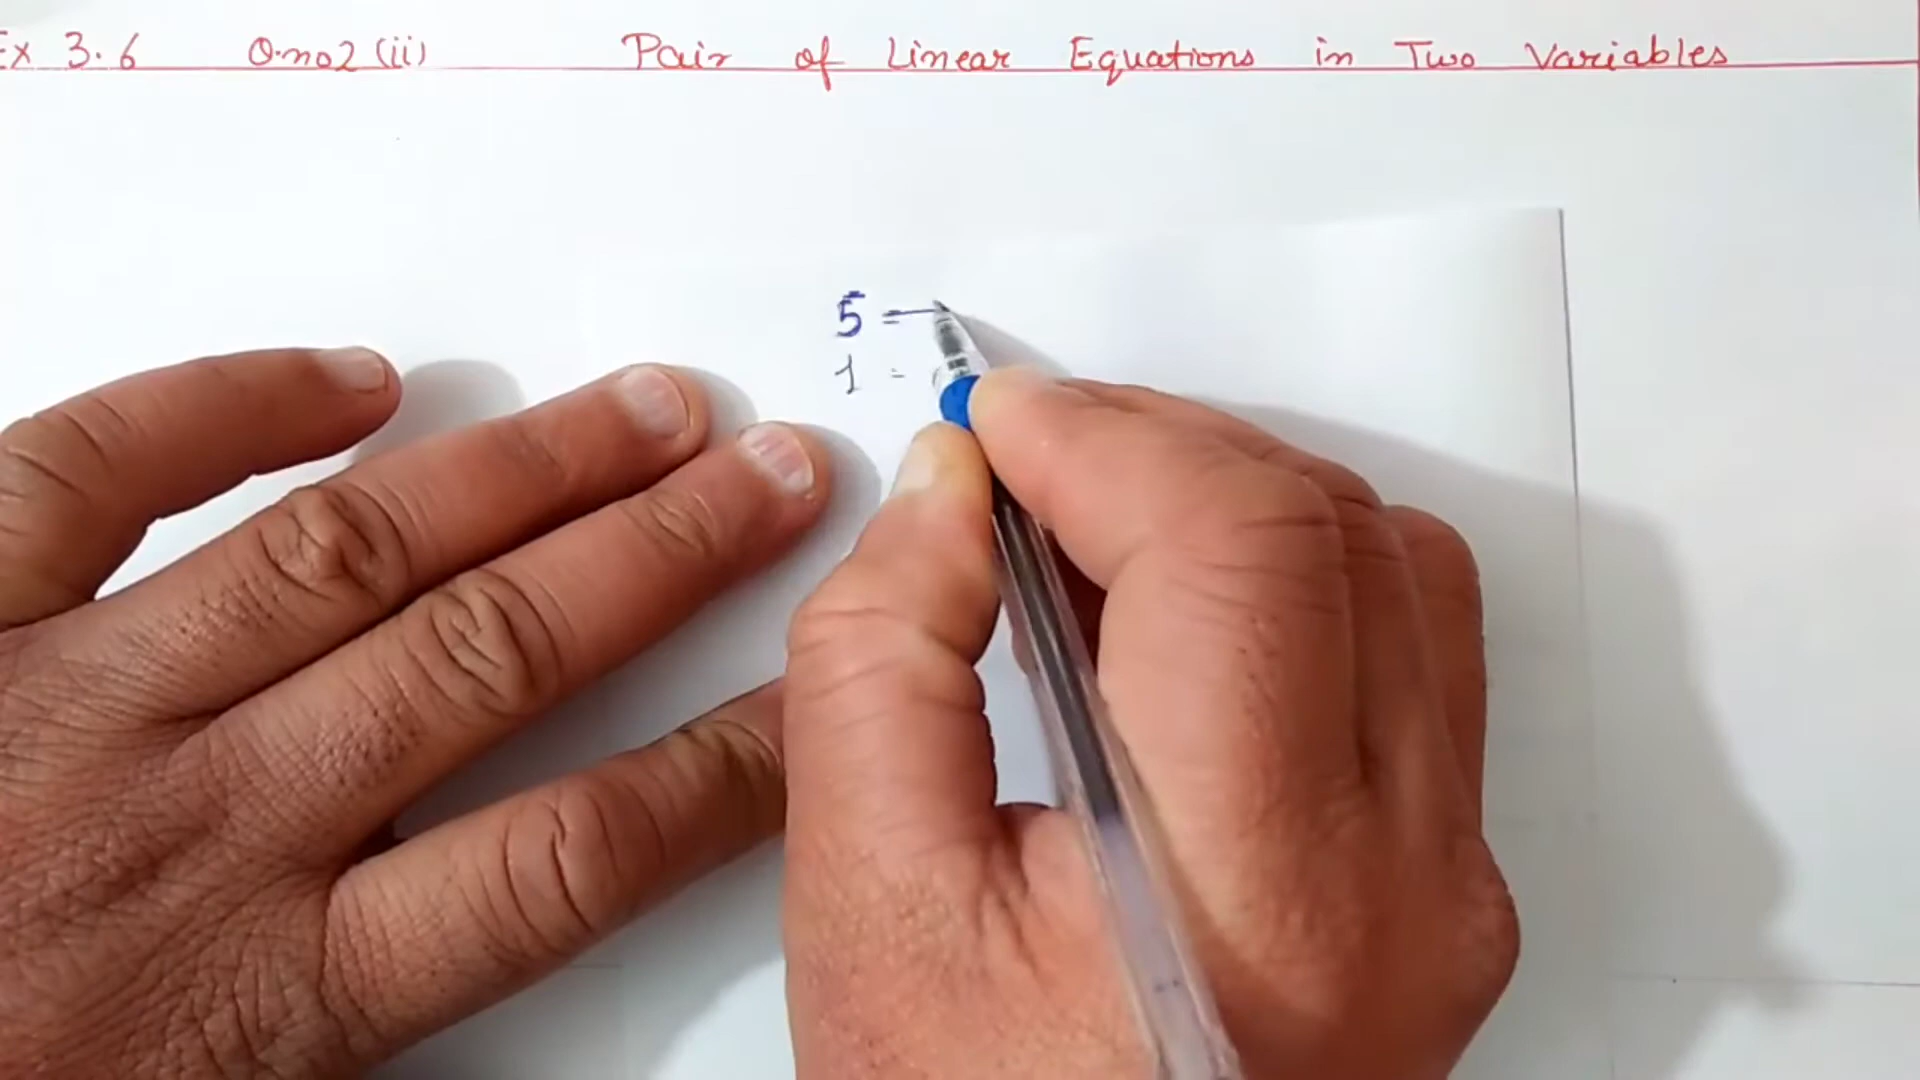 Ex 3.6 Q.no2 (ii) Pair of Linear Equations in Two Variables
5 =
1 =